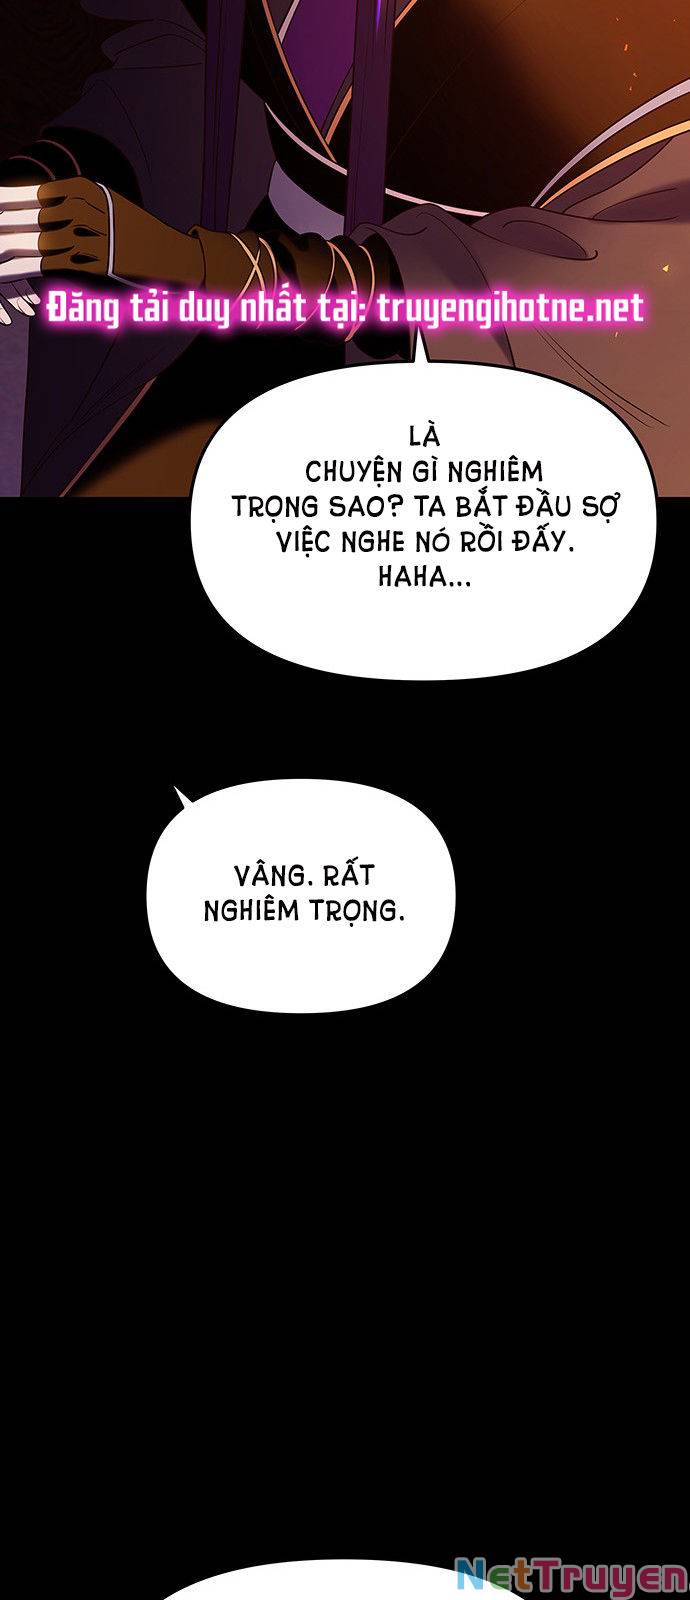 Đăng tải duy nhất tại: truyengihotne.net
LÀ
CHUYỆN GÌ NGHIÊM
TRỌNG SAO? TA BẮT ĐẦU SỢ
VIỆC NGHE NÓ RỒI ĐẤY.
HAHA...
VÂNG. RẤT
NGHIÊM TRỌNG.
NetTruyen